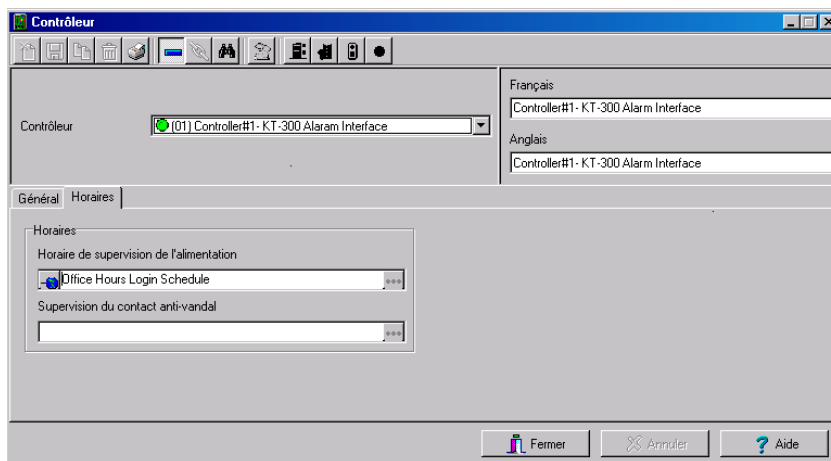 Contrôleur
Français
Controller#1- KT-300 Alarm Interface
Contrôleur
(01) Controller#1- KT-300 Alaram Interface
Anglais
Controller#1- KT-300 Alarm Interface
Général
Horaires
Horaires
Horaire de supervision de l'alimentation
Office Hours Login Schedule
Supervision du contact anti-vandal
Fermer
Annuler
Aide